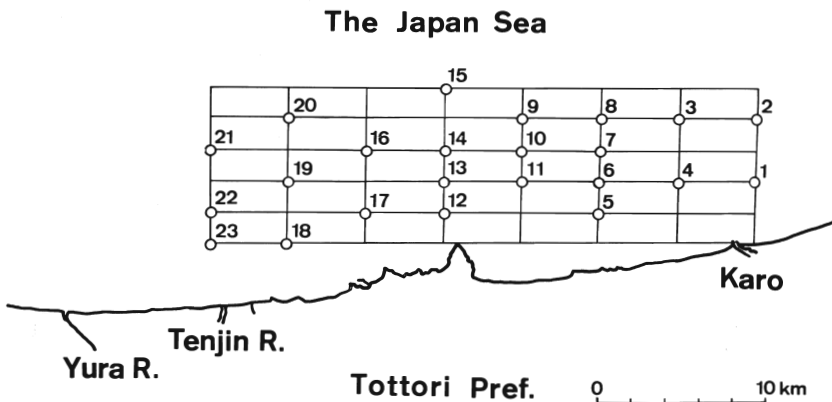 The Japan Sea
15
20 9 8 3 2
21 16 14 10 7
19 13 11 6 4 1
22 17 12 5
23 18
Karo
Tenjin R.
Yura R.
Tottori Pref.
0 10 km